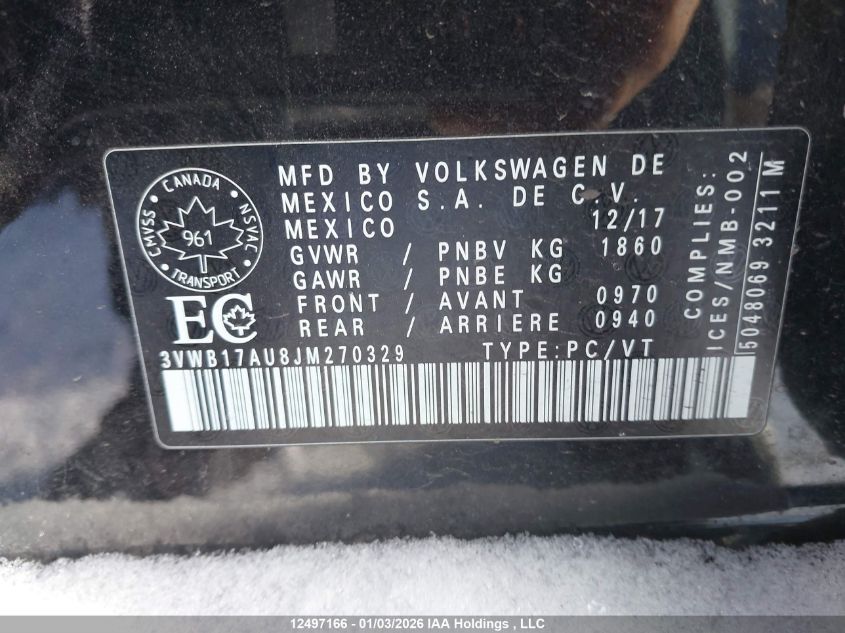 CANADA
CMVSS
NSVAC
961
TRANSPORT
EC
MFD BY VOLKSWAGEN DE
MEXICO S.A. DE C.V.
MEXICO 12/17
GVWR / PNBV KG 1860
GAWR / PNBE KG
FRONT / AVANT 0970
REAR / ARRIERE 0940
3VWB17AU8JM270329 TYPE:PC/VT
COMPLIES:
ICES/NMB-002
5048069 3211 M
12497166 - 01/03/2026 IAA Holdings , LLC